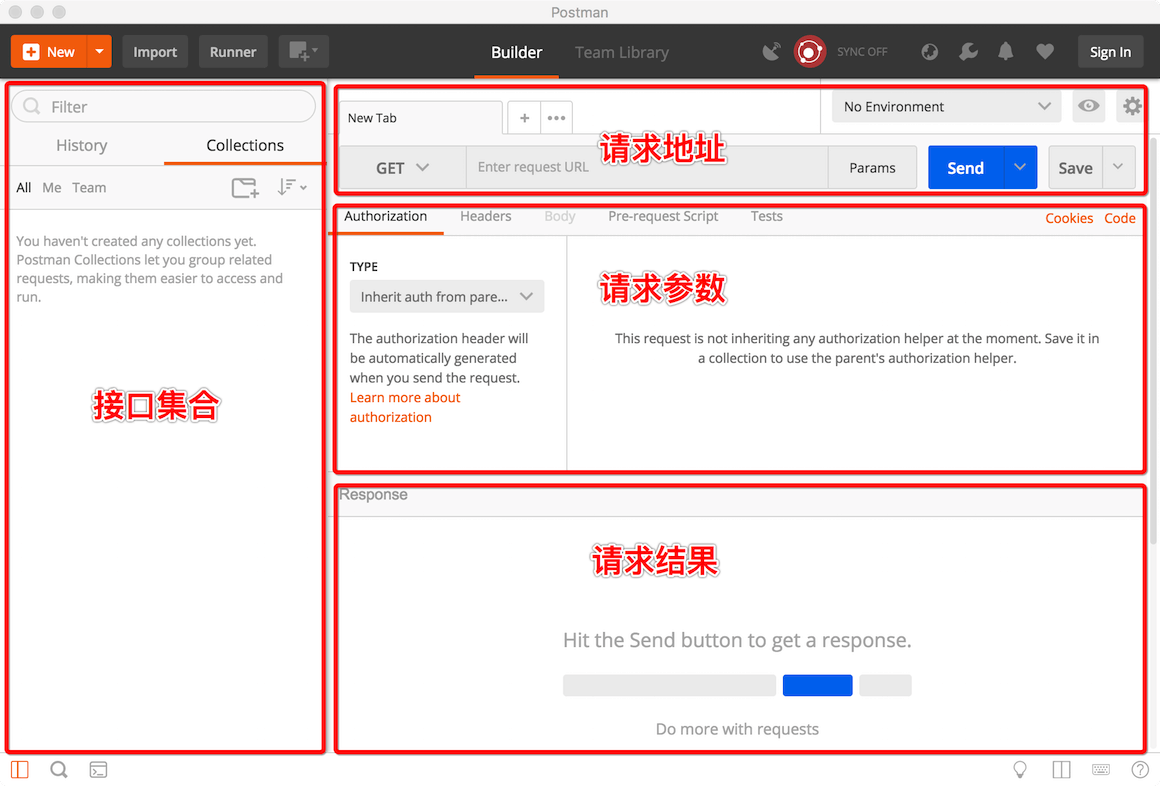 Postman
New
Import
Runner
Builder
Team Library
SYNC OFF
Sign In
Filter
History
Collections
All
Me
Team
You haven't created any collections yet.
Postman Collections let you group related
requests, making them easier to access and
run.
接口集合
New Tab
No Environment
请求地址
GET
Enter request URL
Params
Send
Save
Authorization
Headers
Body
Pre-request Script
Tests
Cookies
Code
TYPE
Inherit auth from pare...
The authorization header will
be automatically generated
when you send the request.
Learn more about
authorization
请求参数
This request is not inheriting any authorization helper at the moment. Save it in
a collection to use the parent's authorization helper.
Response
请求结果
Hit the Send button to get a response.
Do more with requests